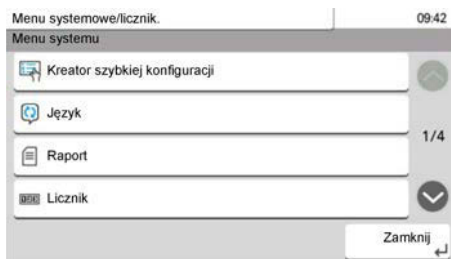 Menu systemowe/licznik.
09:42
Menu systemu
Kreator szybkiej konfiguracji
Język
1/4
Raport
Licznik
Zamknij